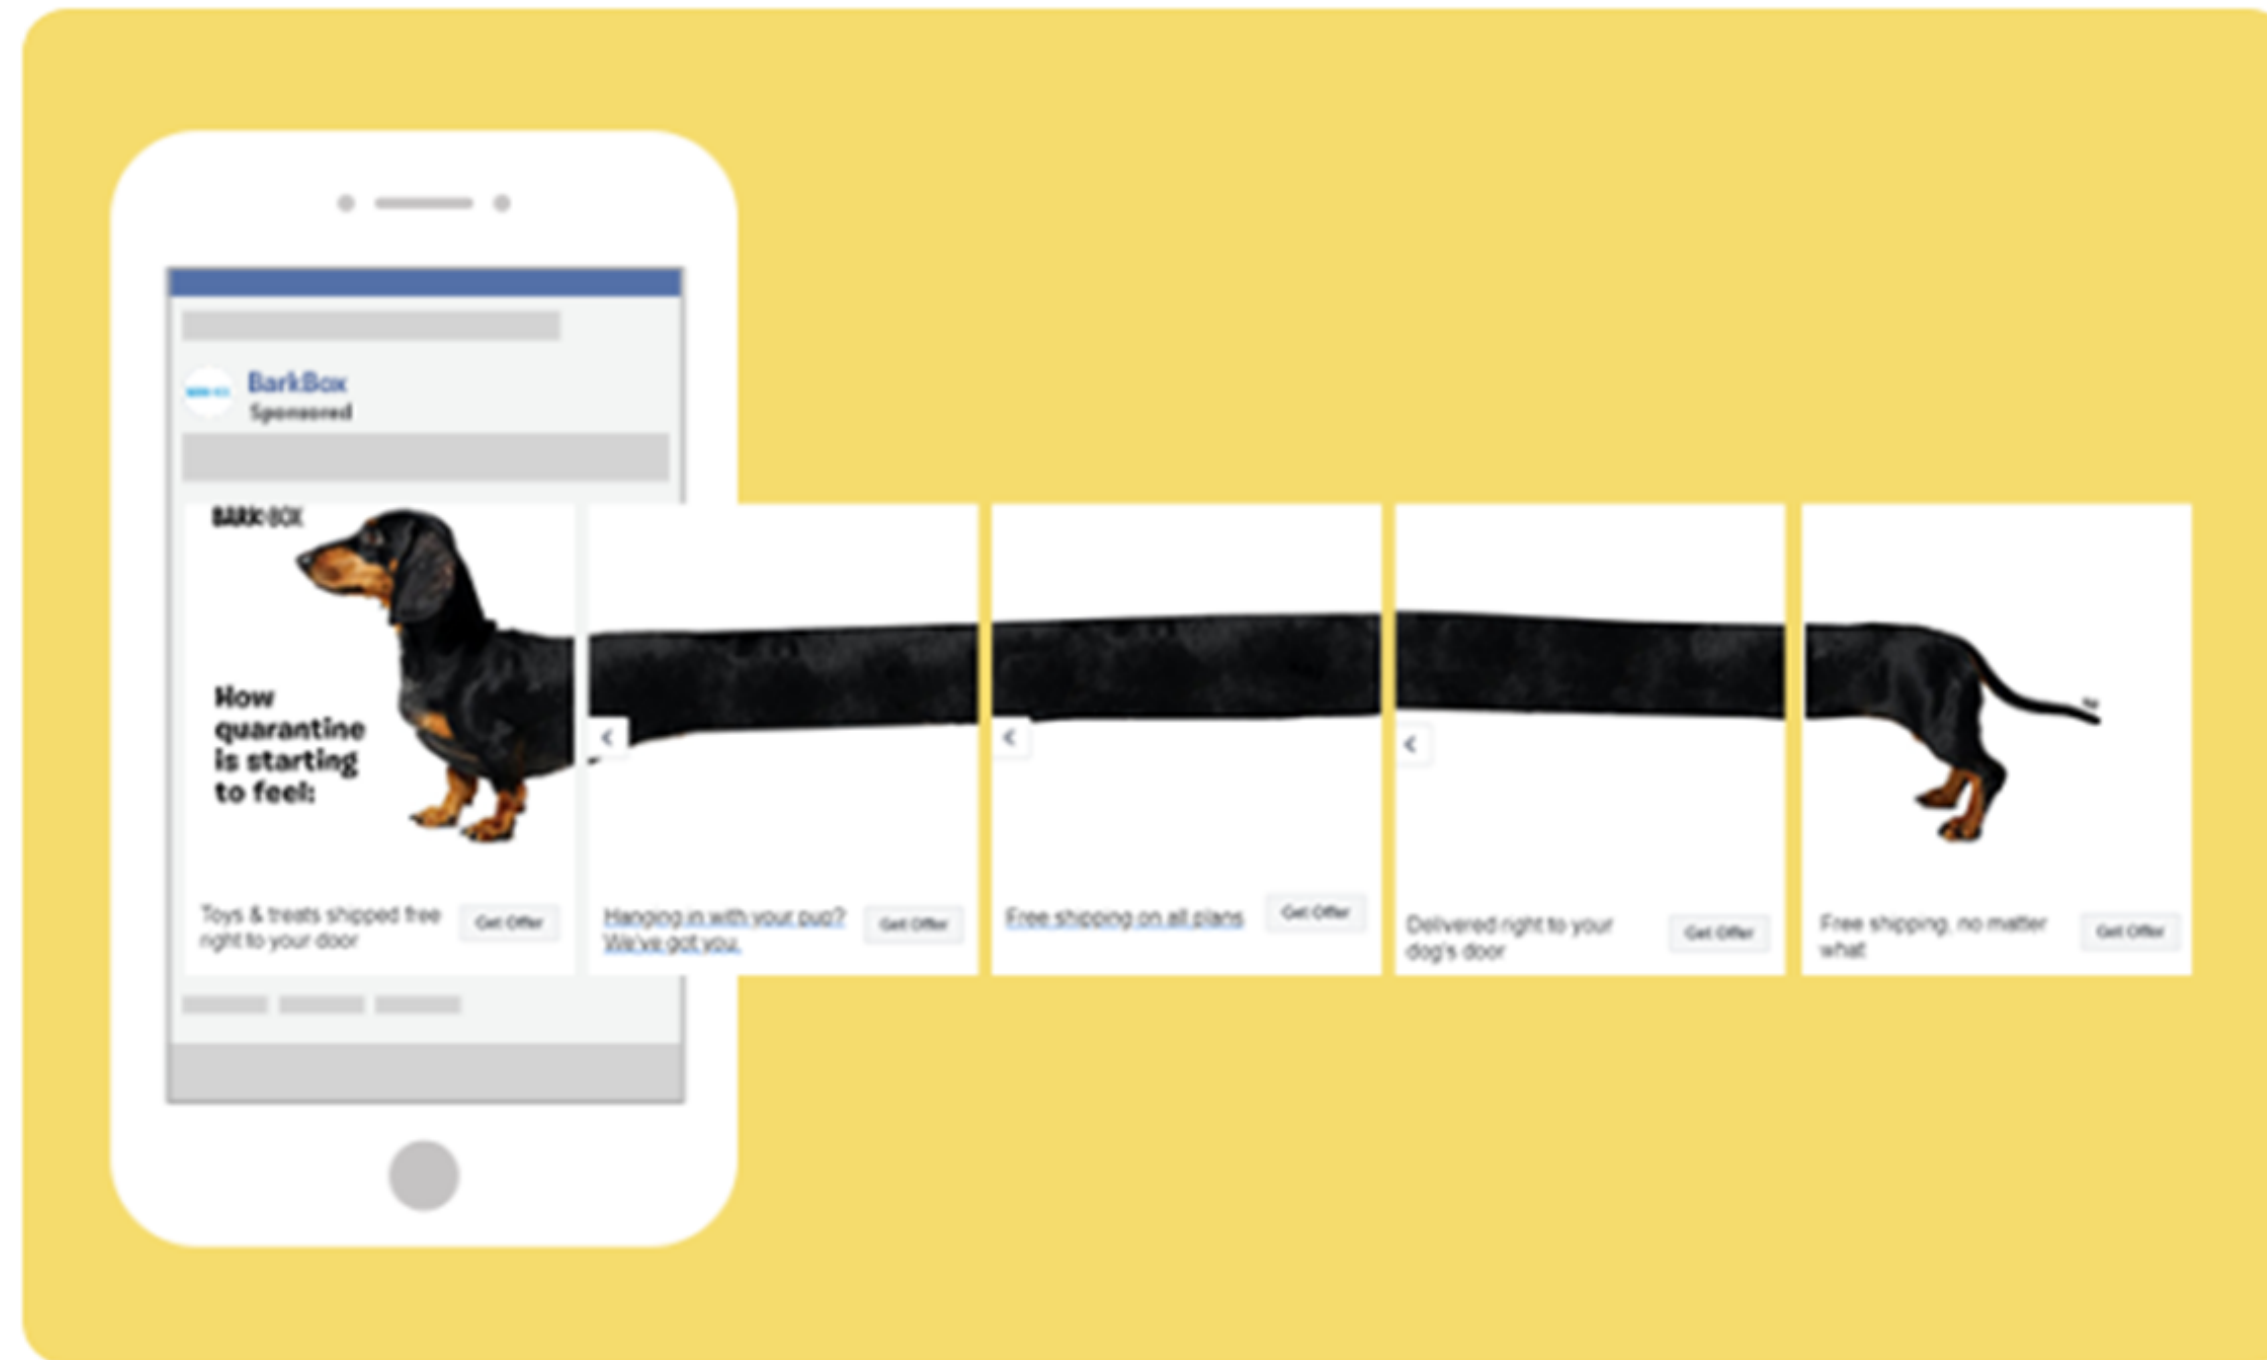 BarkBox
Sponsored
BARK BOX
How
quarantine
is starting
to feel:
Toys & treats shipped free
right to your door
Get Offer
Hanging in with your pup?
We've got you.
Get Offer
Free shipping on all plans
Get Offer
Delivered right to your
dog's door
Get Offer
Free shipping, no matter
what
Get Offer